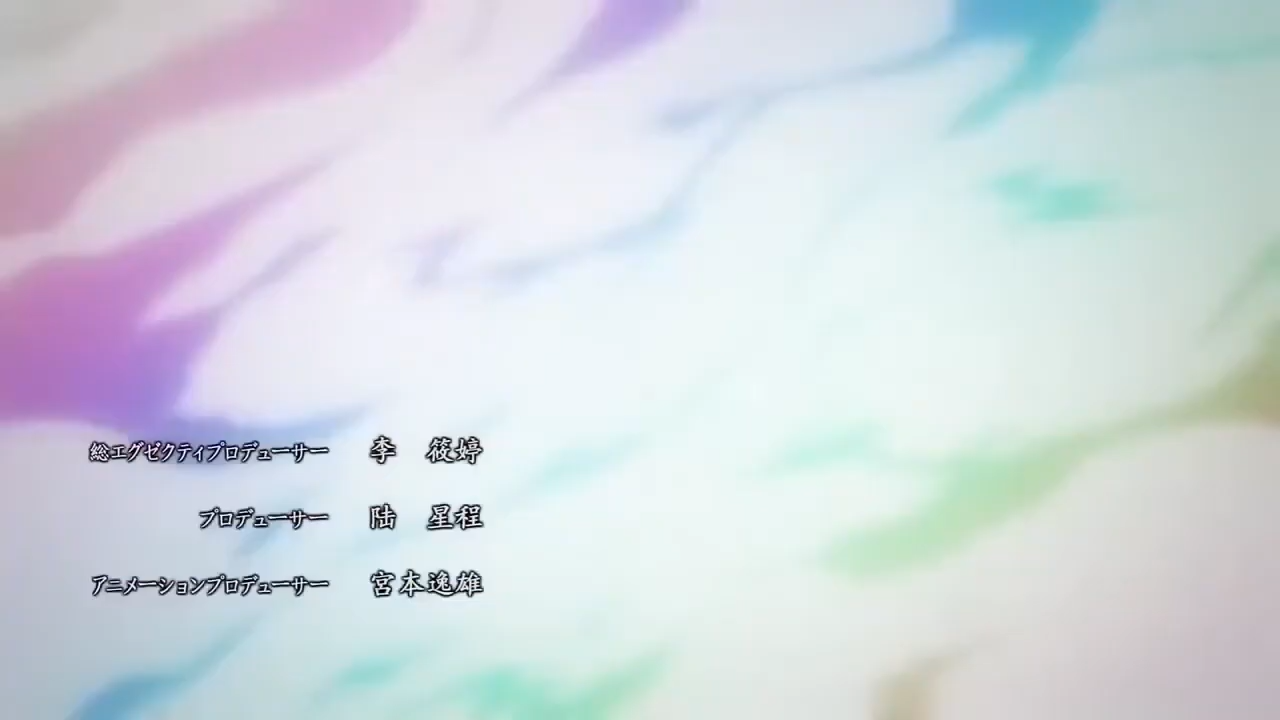 総エグゼクティブプロデューサー　李　筱婷
プロデューサー　陸　星程
アニメーションプロデューサー　宮本逸雄